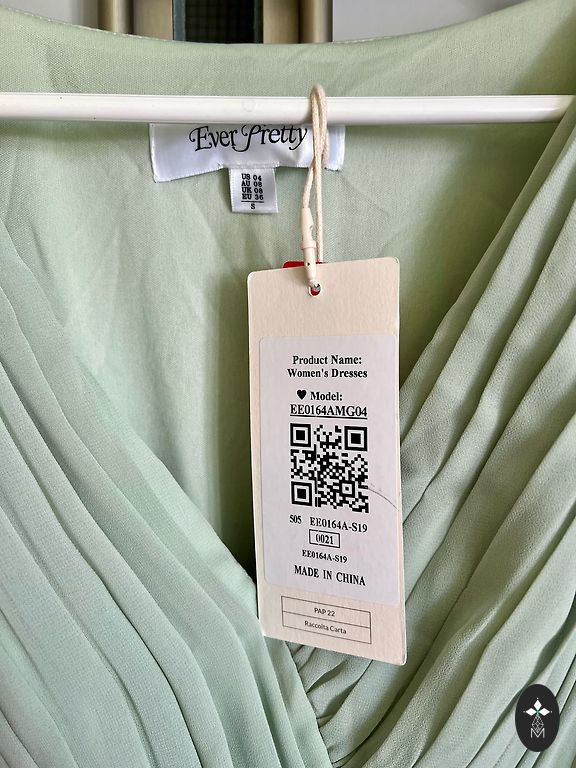 Ever Pretty
US 04
AU 08
UK 08
EU 36
S
Product Name:
Women's Dresses
♥ Model:
EE0164AMG04
S05 EE0164A-S19
0021
EE0164A-S19
MADE IN CHINA
PAP 22
Raccolta Carta
M